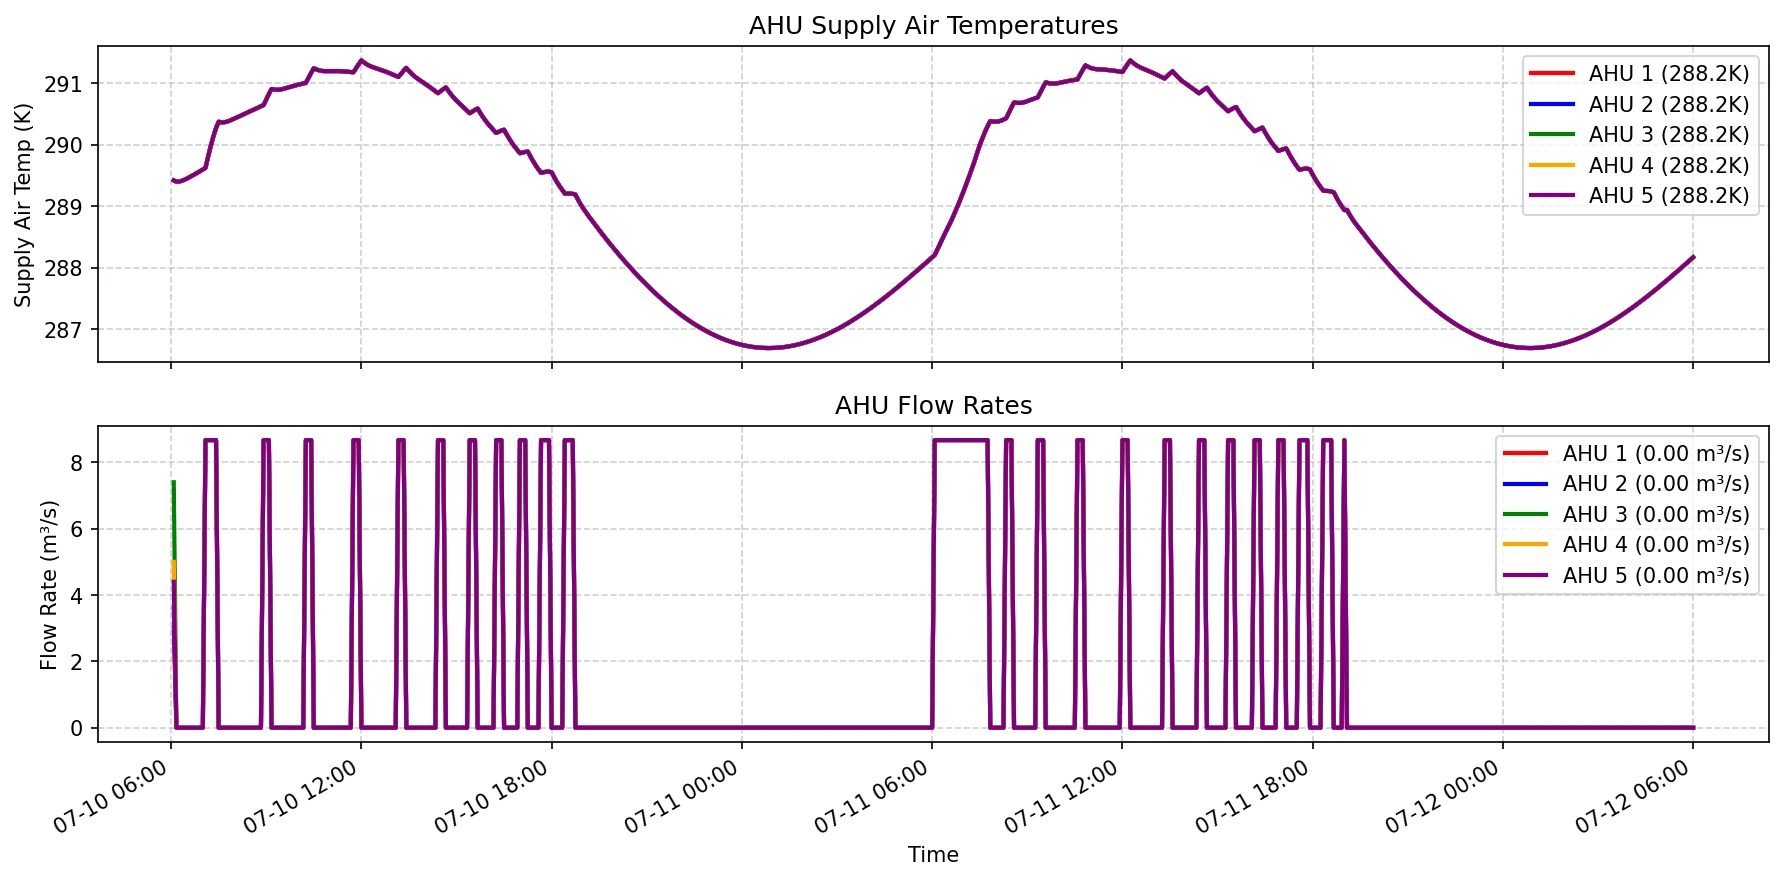 AHU Supply Air Temperatures
Supply Air Temp (K)
291
290
289
288
287
AHU 1 (288.2K)
AHU 2 (288.2K)
AHU 3 (288.2K)
AHU 4 (288.2K)
AHU 5 (288.2K)
AHU Flow Rates
Flow Rate (m³/s)
8
6
4
2
0
AHU 1 (0.00 m³/s)
AHU 2 (0.00 m³/s)
AHU 3 (0.00 m³/s)
AHU 4 (0.00 m³/s)
AHU 5 (0.00 m³/s)
07-10 06:00
07-10 12:00
07-10 18:00
07-11 00:00
07-11 06:00
07-11 12:00
07-11 18:00
07-12 00:00
07-12 06:00
Time